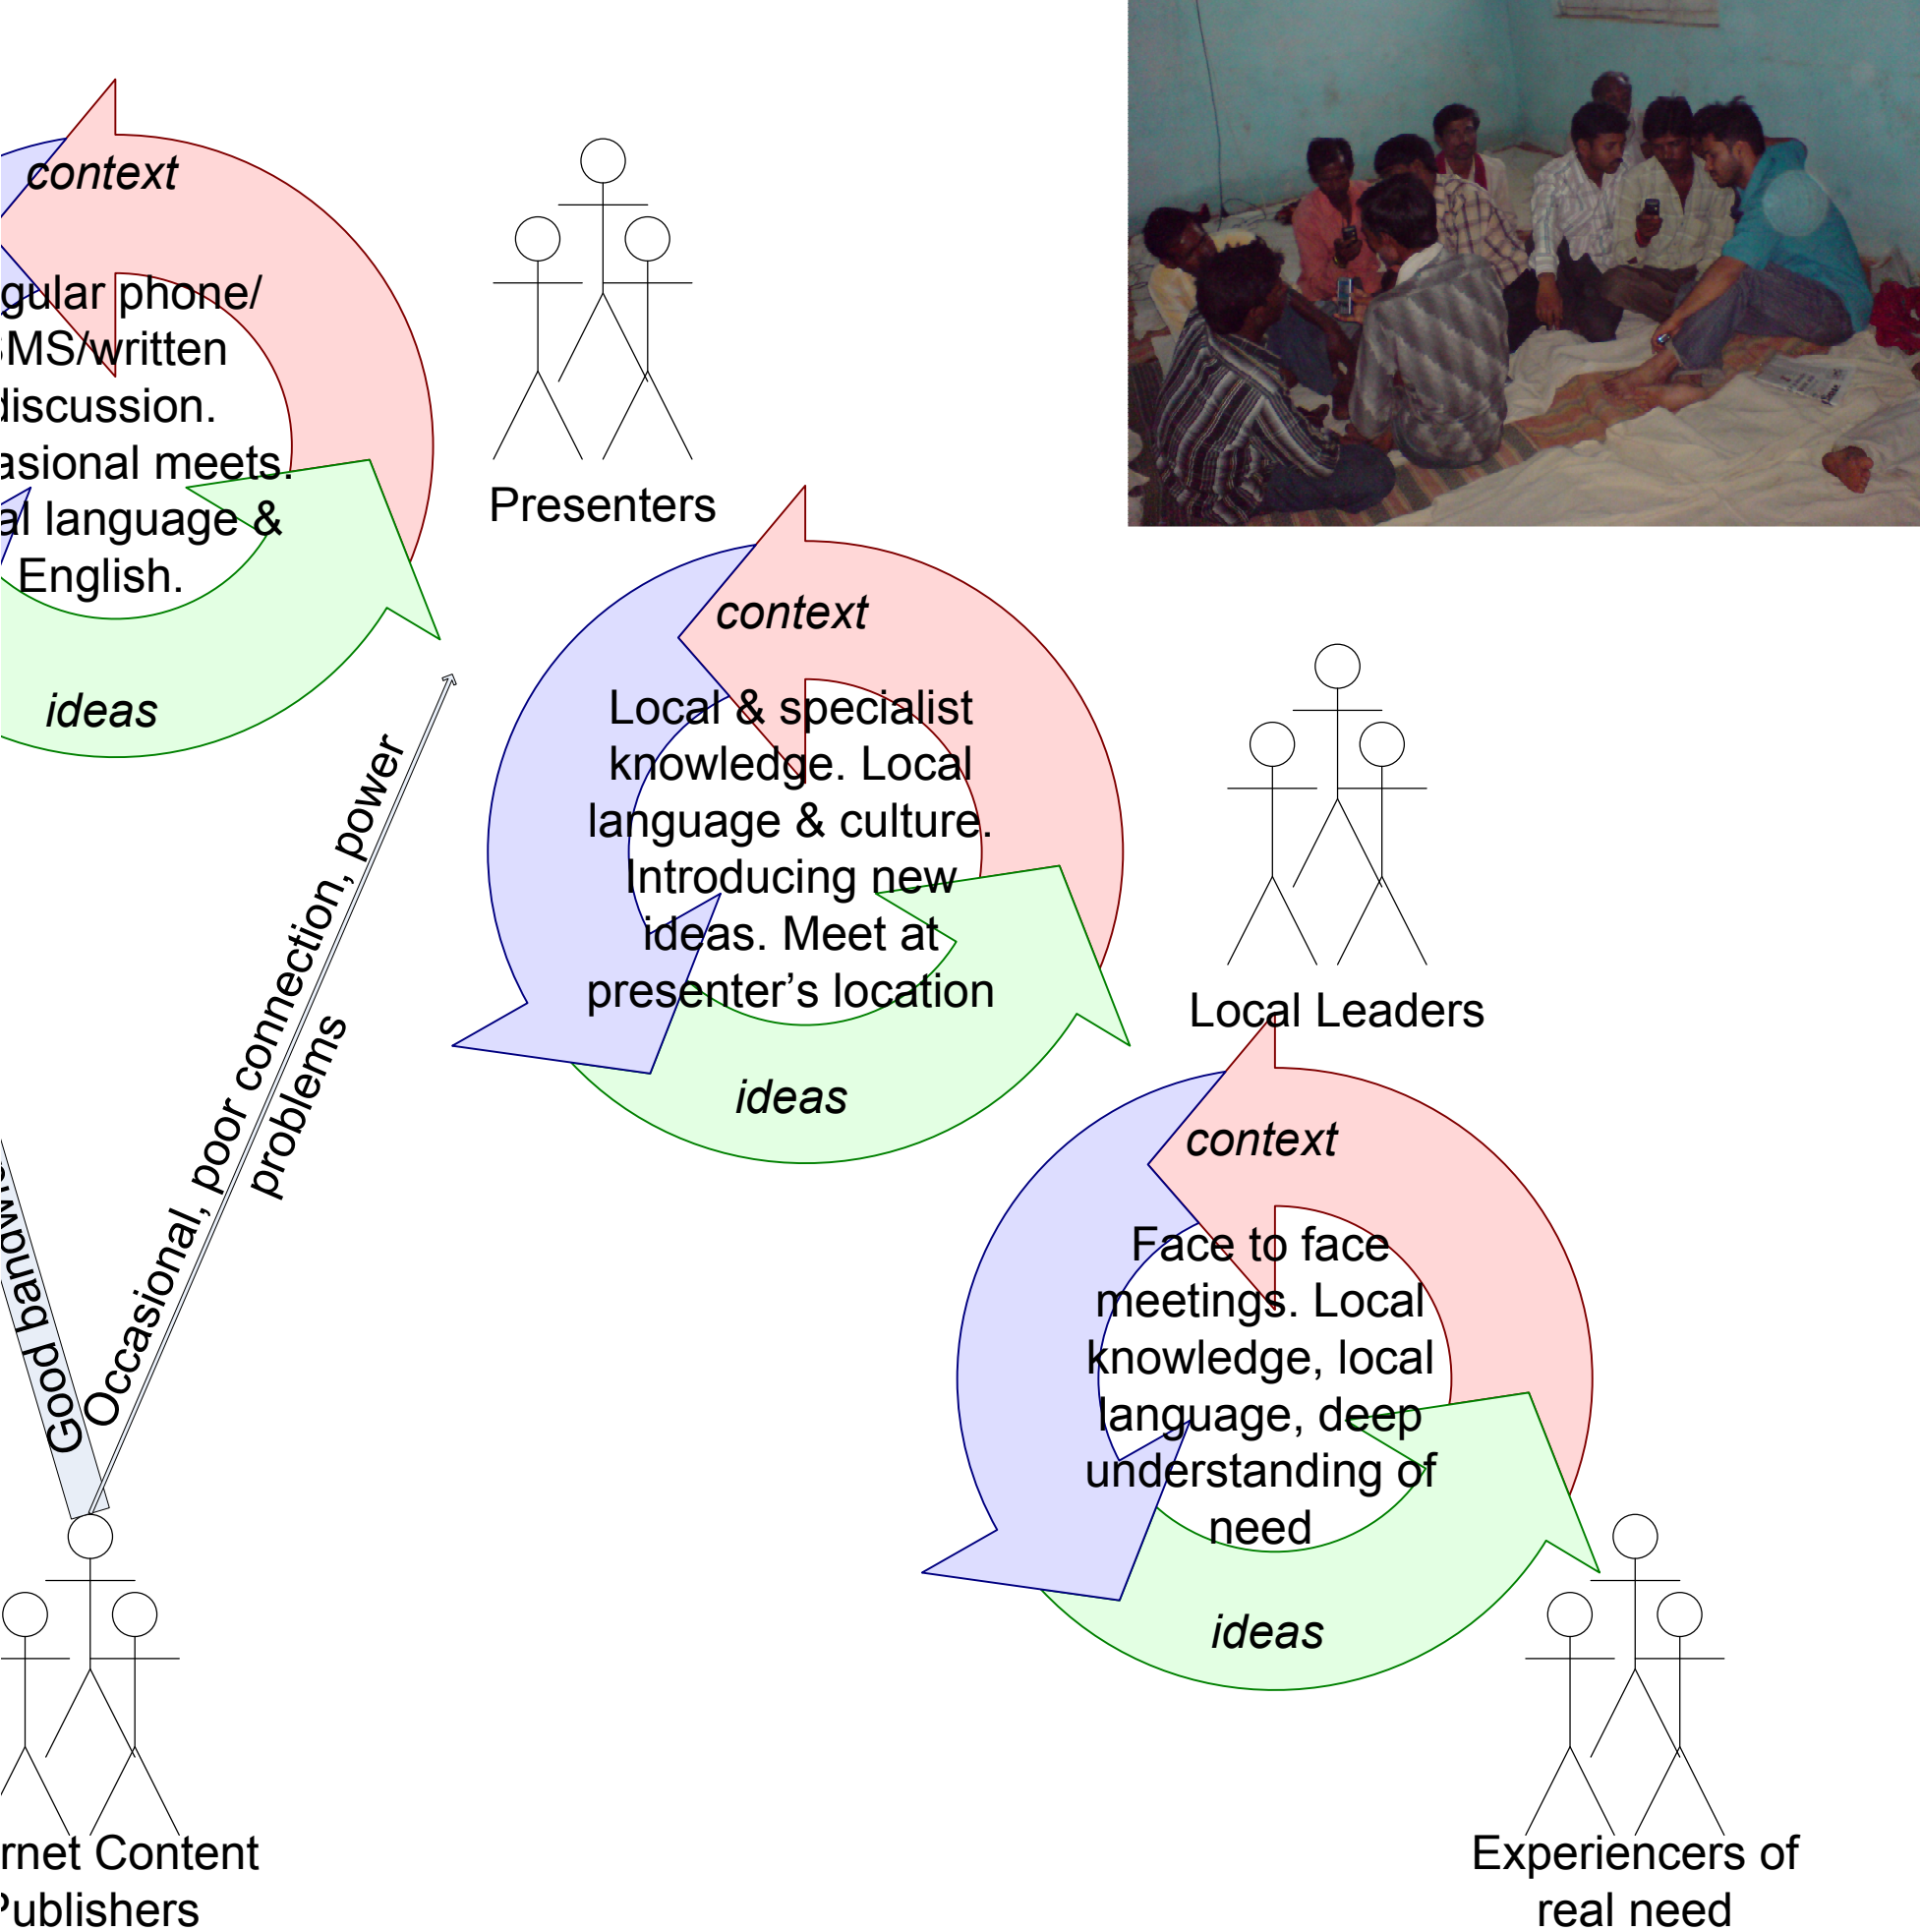 context
gular phone/
MS/written
discussion.
asional meets.
al language &
English.
ideas
Presenters
context
Local & specialist
knowledge. Local
language & culture.
Introducing new
ideas. Meet at
presenter’s location
ideas
Local Leaders
context
Face to face
meetings. Local
knowledge, local
language, deep
understanding of
need
ideas
Occasional, poor connection, power
problems
Good bandwi
rnet Content
Publishers
Experiencers of
real need